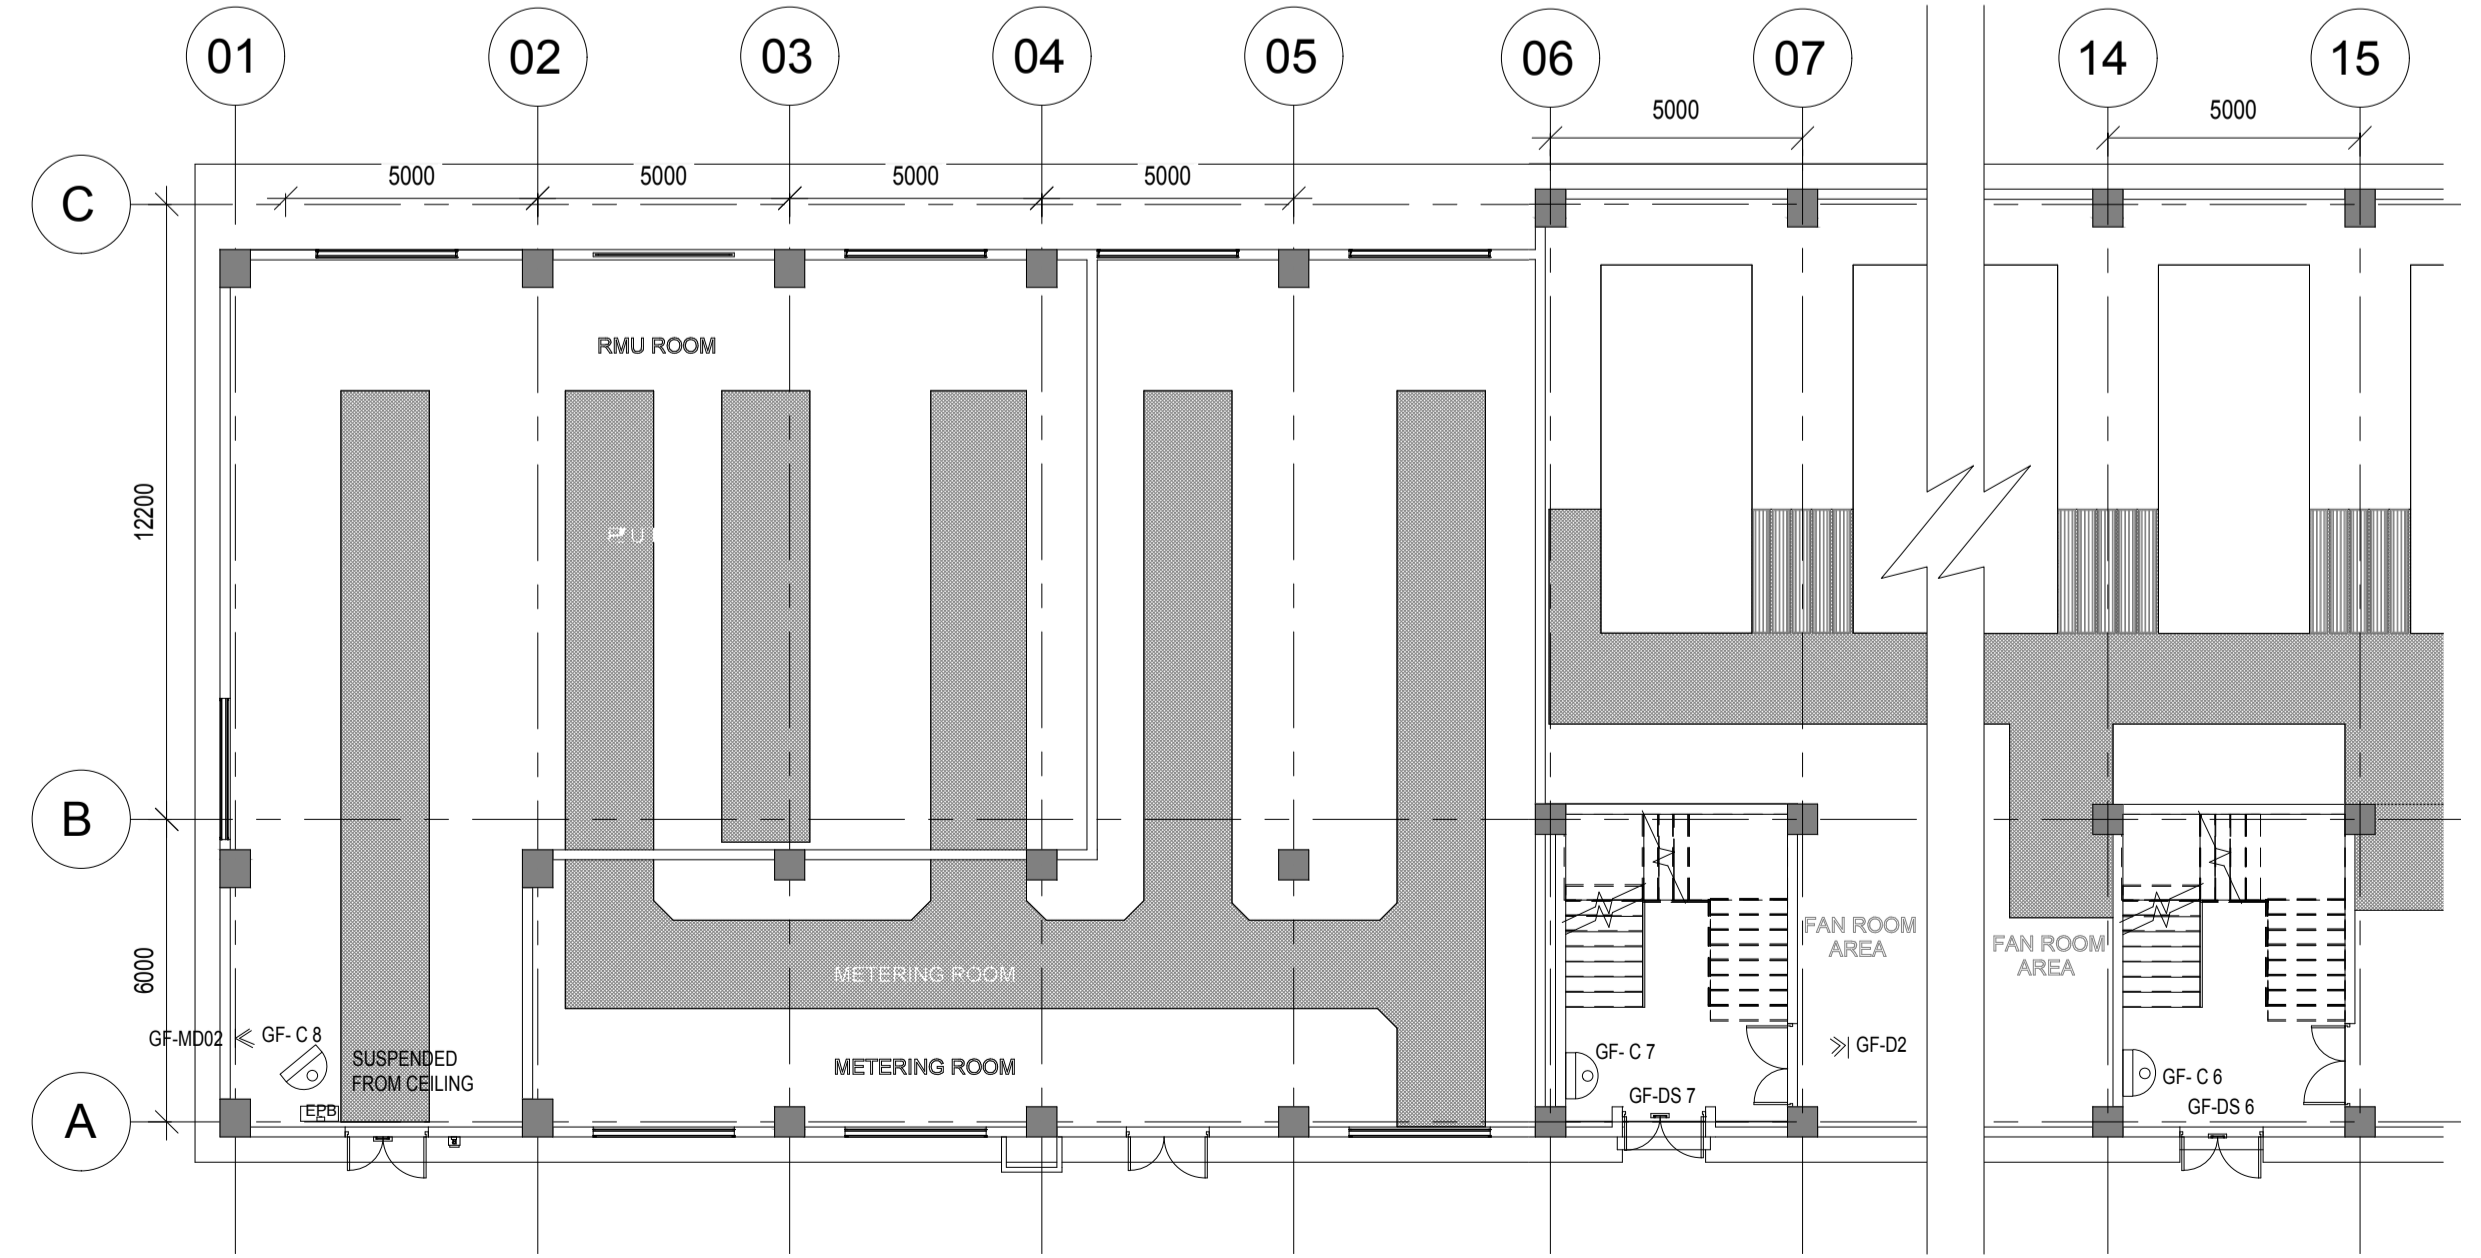 01
02
03
04
05
06
07
14
15
5000
5000
C
5000
5000
5000
5000
RMU ROOM
12200
B
FAN ROOM
AREA
FAN ROOM
AREA
METERING ROOM
6000
GF-MD02
GF- C 8
SUSPENDED
FROM CEILING
METERING ROOM
GF- C 7
GF-D2
GF- C 6
GF-DS 7
GF-DS 6
EPB
A